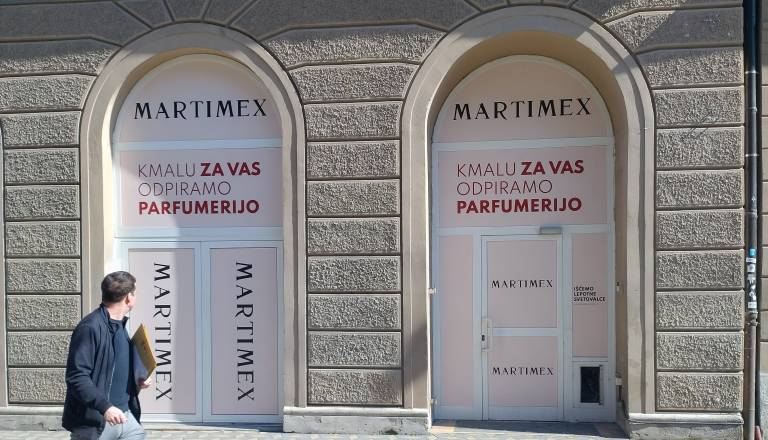 MARTIMEX
KMALU ZA VAS
ODPIRAMO
PARFUMERIJO
MARTIMEX
MARTIMEX
MARTIMEX
KMALU ZA VAS
ODPIRAMO
PARFUMERIJO
MARTIMEX
IŠČEMO
LEPOTNE
SVETOVALCE
MARTIMEX